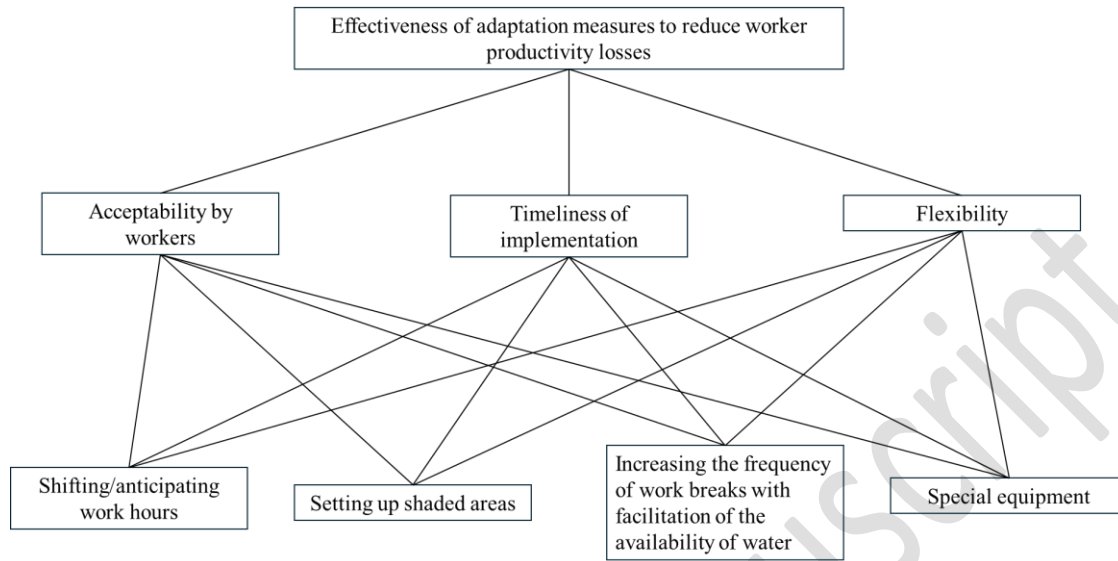 Effectiveness of adaptation measures to reduce worker
productivity losses
Acceptability by
workers
Timeliness of
implementation
Flexibility
Shifting/anticipating
work hours
Setting up shaded areas
Increasing the frequency
of work breaks with
facilitation of the
availability of water
Special equipment